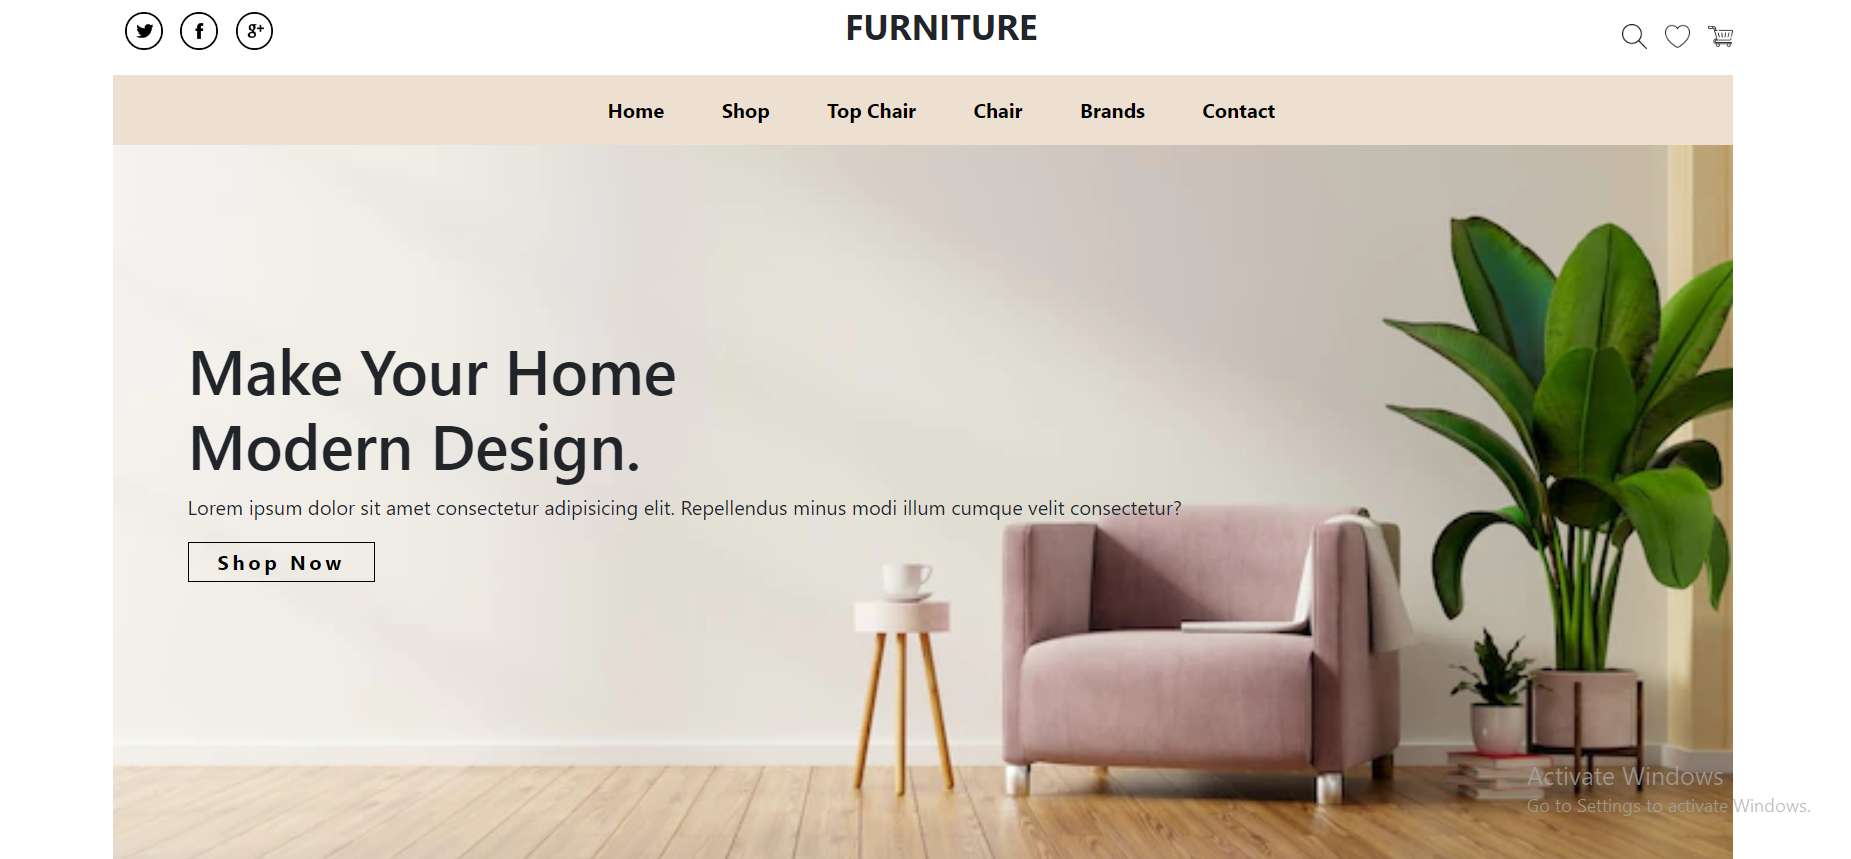 FURNITURE
Home Shop Top Chair Chair Brands Contact
Make Your Home
Modern Design.
Lorem ipsum dolor sit amet consectetur adipisicing elit. Repellendus minus modi illum cumque velit consectetur?
Shop Now
Activate Windows
Go to Settings to activate Windows.